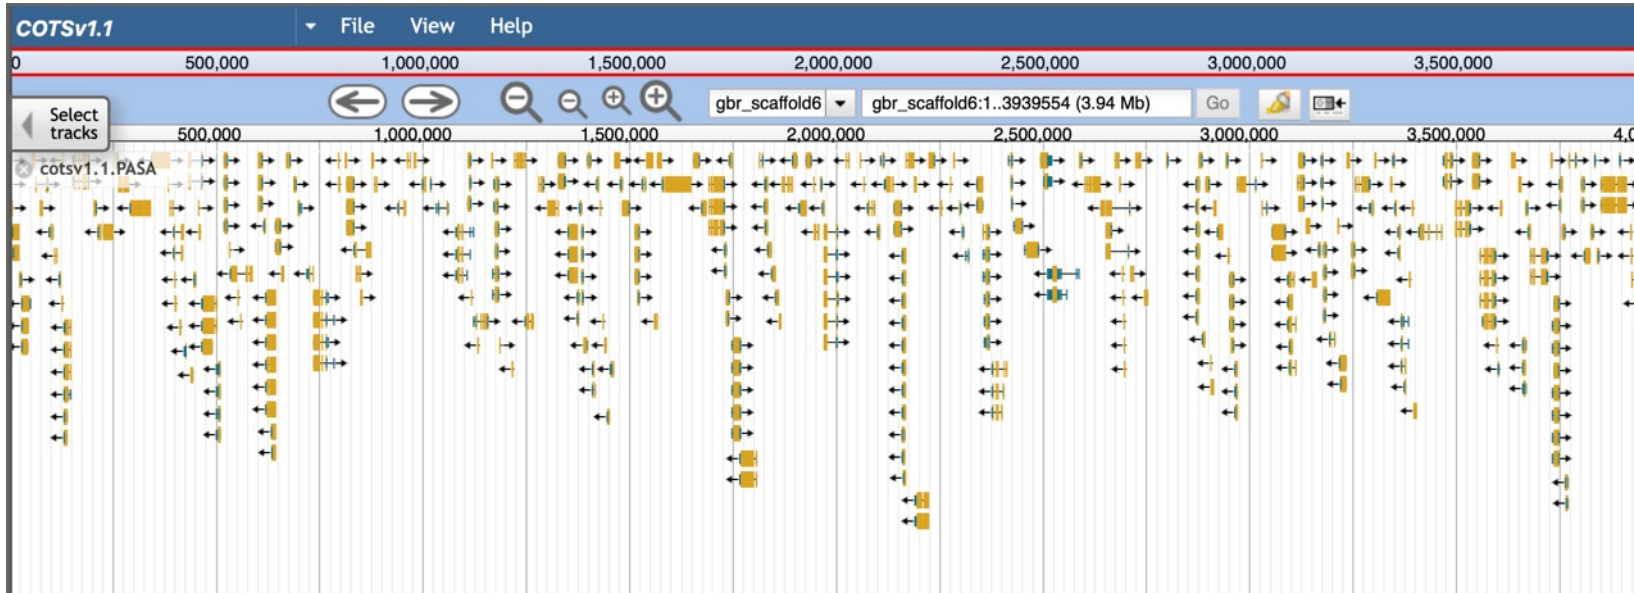 COTSv1.1 File View Help
0 500,000 1,000,000 1,500,000 2,000,000 2,500,000 3,000,000 3,500,000
Select
tracks
gbr_scaffold6 gbr_scaffold6:1..3939554 (3.94 Mb) Go
500,000 1,000,000 1,500,000 2,000,000 2,500,000 3,000,000 3,500,000 4,0
cotsv1.1.PASA